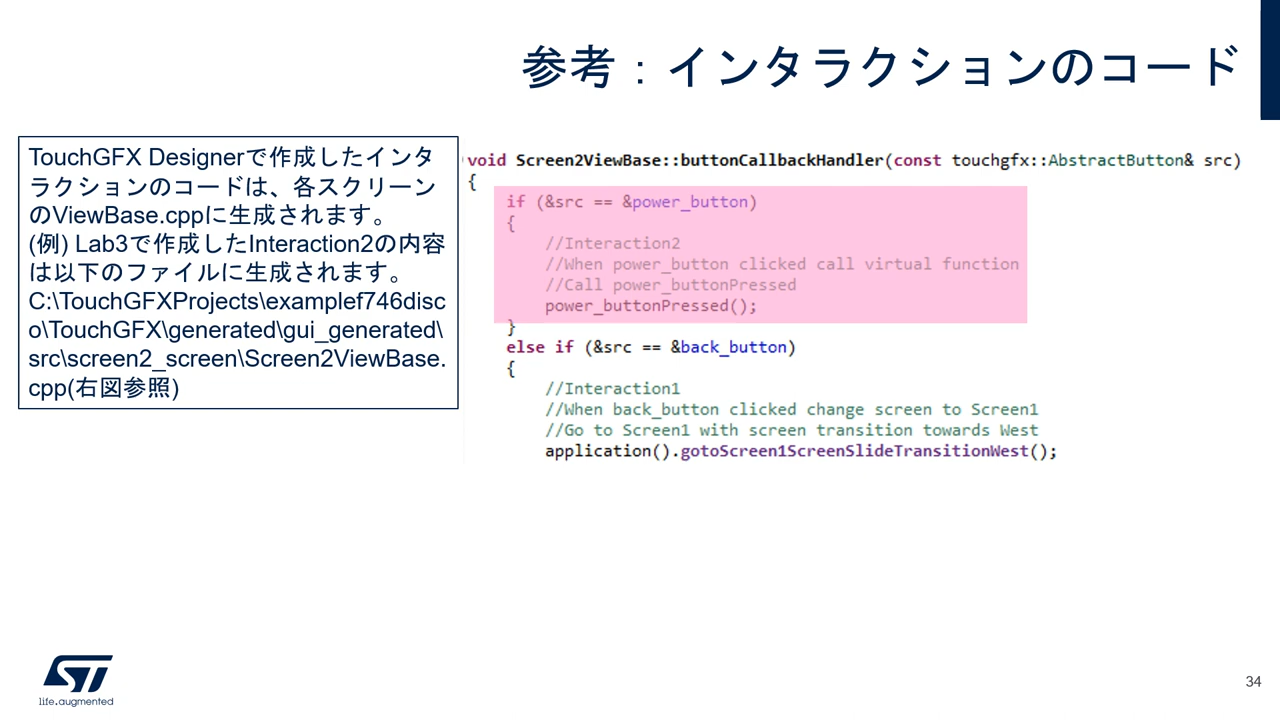 参考：インタラクションのコード
TouchGFX Designerで作成したインタ
ラクションのコードは、各スクリーン
のViewBase.cppに生成されます。
(例) Lab3で作成したInteraction2の内容
は以下のファイルに生成されます。
C:\TouchGFXProjects\examplef746disc
o\TouchGFX\generated\gui_generated\
src\screen2_screen\Screen2ViewBase.
cpp(右図参照)
void Screen2ViewBase::buttonCallbackHandler(const touchgfx::AbstractButton& src)
{
if (&src == &power_button)
{
//Interaction2
//When power_button clicked call virtual function
//Call power_buttonPressed
power_buttonPressed();
}
else if (&src == &back_button)
{
//Interaction1
//When back_button clicked change screen to Screen1
//Go to Screen1 with screen transition towards West
application().gotoScreen1ScreenSlideTransitionWest();
ST
life.augmented
34